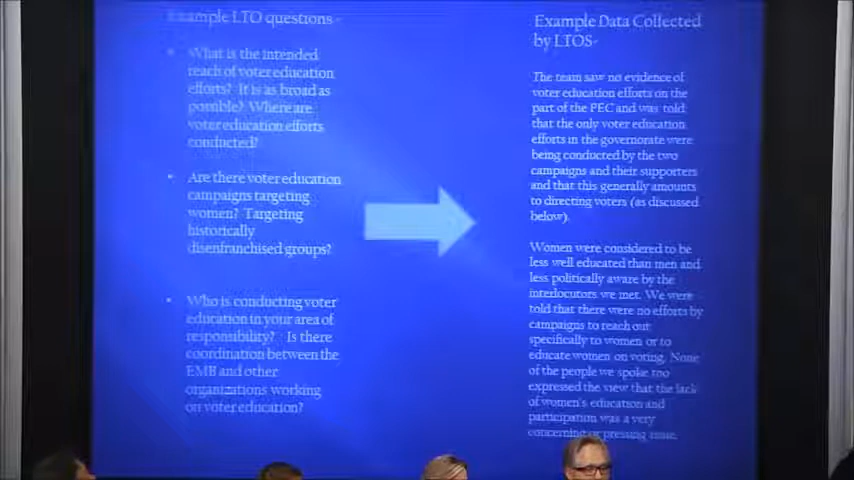 Example LTO questions-
• What is the intended
reach of voter education
efforts? It is as broad as
possible? Where are
voter education efforts
conducted?
• Are there voter education
campaigns targeting
women? Targeting
historically
disenfranchised groups?
• Who is conducting voter
education in your area of
responsibility? Is there
coordination between the
EMB and other
organizations working
on voter education?
Example Data Collected
by LTOS-
The team saw no evidence of
voter education efforts on the
part of the PEC and was told
that the only voter education
efforts in the governorate were
being conducted by the two
campaigns and their supporters
and that this generally amounts
to directing voters (as discussed
below).
Women were considered to be
less well educated than men and
less politically aware by the
interlocutors we met. We were
told that there were no efforts by
campaigns to reach out
specifically to women or to
educate women on voting. None
of the people we spoke too
expressed the view that the lack
of women's education and
participation was a very
concerning or pressing issue.